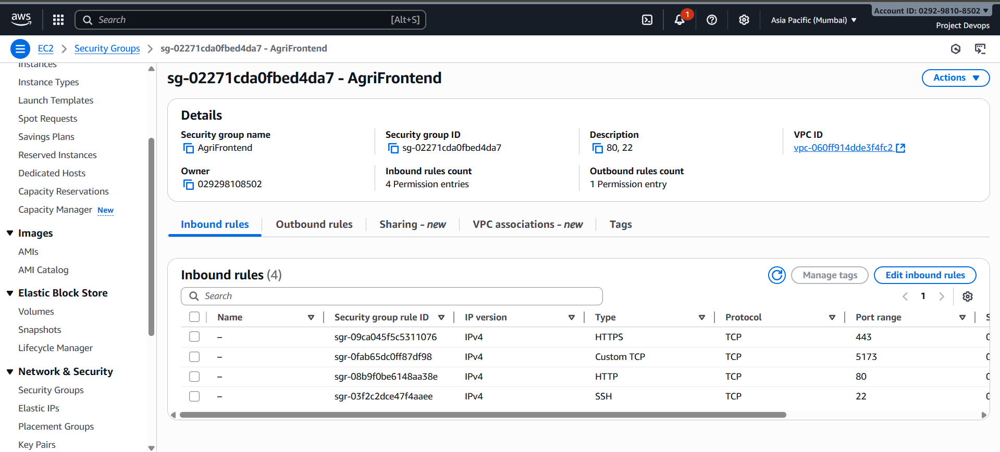 aws
Search [Alt+S]
1
Asia Pacific (Mumbai)
Account ID: 0292-9810-8502
Project Devops
EC2 > Security Groups > sg-02271cda0fbed4da7 - AgriFrontend
Instances
Instance Types
Launch Templates
Spot Requests
Savings Plans
Reserved Instances
Dedicated Hosts
Capacity Reservations
Capacity Manager New
Images
AMIs
AMI Catalog
Elastic Block Store
Volumes
Snapshots
Lifecycle Manager
Network & Security
Security Groups
Elastic IPs
Placement Groups
Key Pairs
sg-02271cda0fbed4da7 - AgriFrontend
Actions
Details
Security group name
AgriFrontend
Security group ID
sg-02271cda0fbed4da7
Description
80, 22
VPC ID
vpc-060ff914dde3f4fc2
Owner
029298108502
Inbound rules count
4 Permission entries
Outbound rules count
1 Permission entry
Inbound rules Outbound rules Sharing - new VPC associations - new Tags
Inbound rules (4)
Manage tags
Edit inbound rules
Search
1
Name Security group rule ID IP version Type Protocol Port range
– sgr-09ca045f5c5311076 IPv4 HTTPS TCP 443
– sgr-0fab65dc0ff87df98 IPv4 Custom TCP TCP 5173
– sgr-08b9f0be6148aa38e IPv4 HTTP TCP 80
– sgr-03f2c2dce47f4aaee IPv4 SSH TCP 22